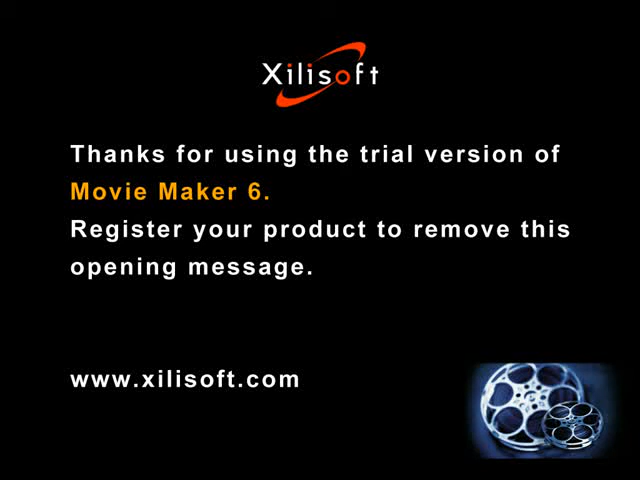 Xilisoft
Thanks for using the trial version of
Movie Maker 6.
Register your product to remove this
opening message.
www.xilisoft.com